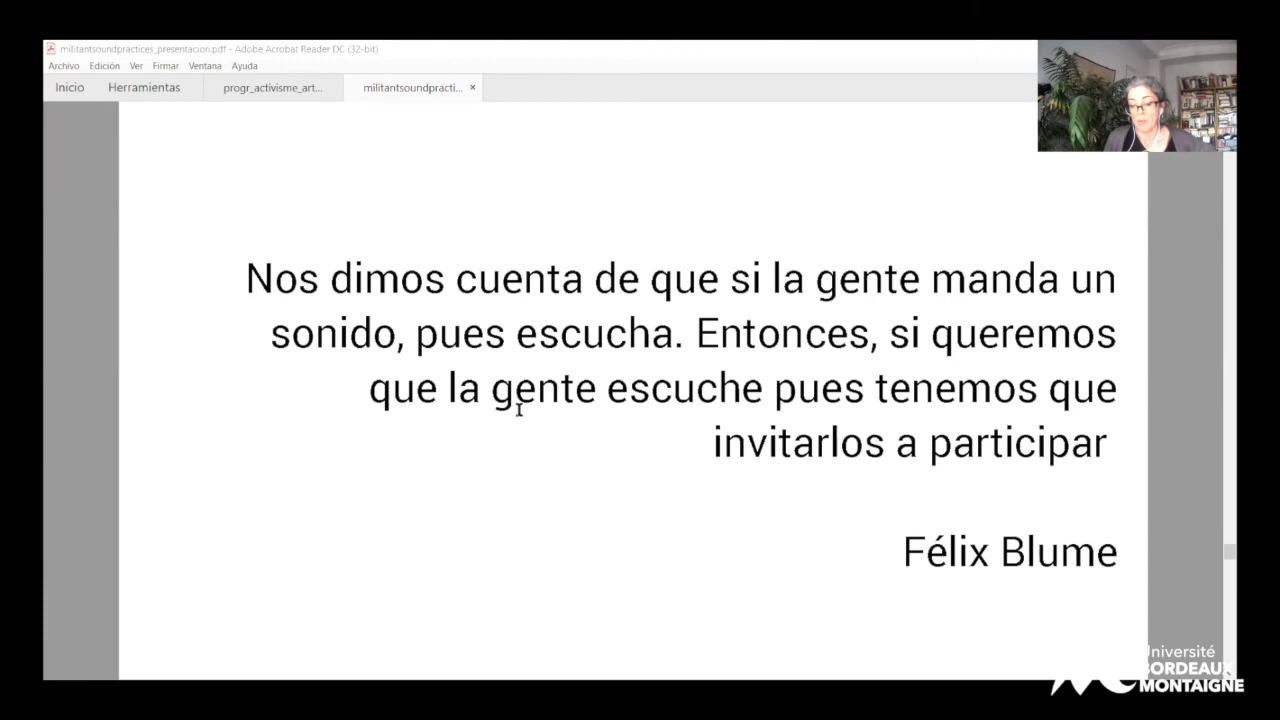 militantsoundpractices_presentacion.pdf - Adobe Acrobat Reader DC (32-bit)
Archivo Edición Ver Firmar Ventana Ayuda
Inicio Herramientas progr_activisme_art... militantsoundpracti... ×
Nos dimos cuenta de que si la gente manda un
sonido, pues escucha. Entonces, si queremos
que la gente escuche pues tenemos que
invitarlos a participar
Félix Blume
Université
BORDEAUX
MONTAIGNE